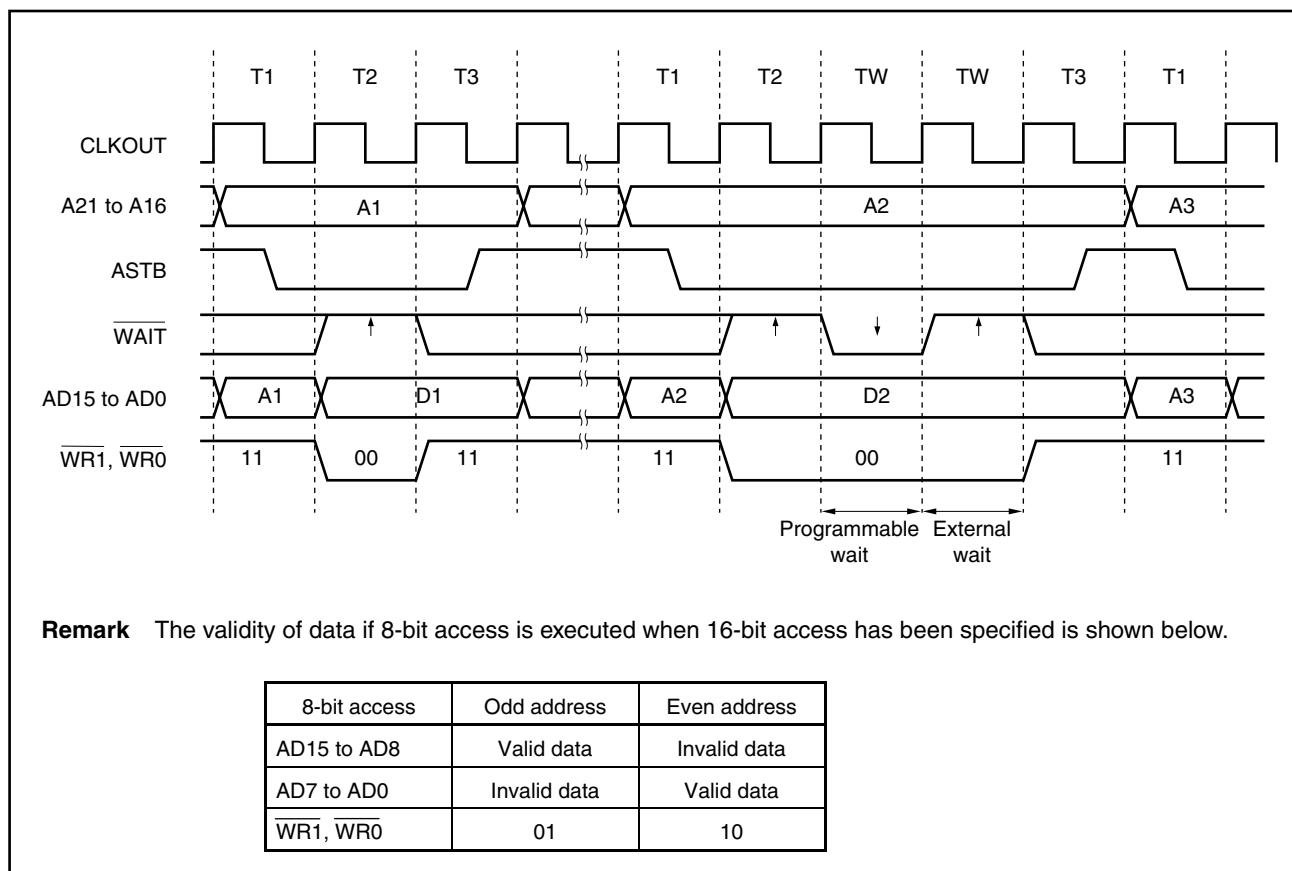 T1 T2 T3 T1 T2 TW TW T3 T1
CLKOUT
A21 to A16 A1 A2 A3
ASTB
WAIT
AD15 to AD0 A1 D1 A2 D2 A3
WR1, WR0 11 00 11 11 00 11
Programmable wait External wait
Remark The validity of data if 8-bit access is executed when 16-bit access has been specified is shown below.
8-bit access Odd address Even address
AD15 to AD8 Valid data Invalid data
AD7 to AD0 Invalid data Valid data
WR1, WR0 01 10